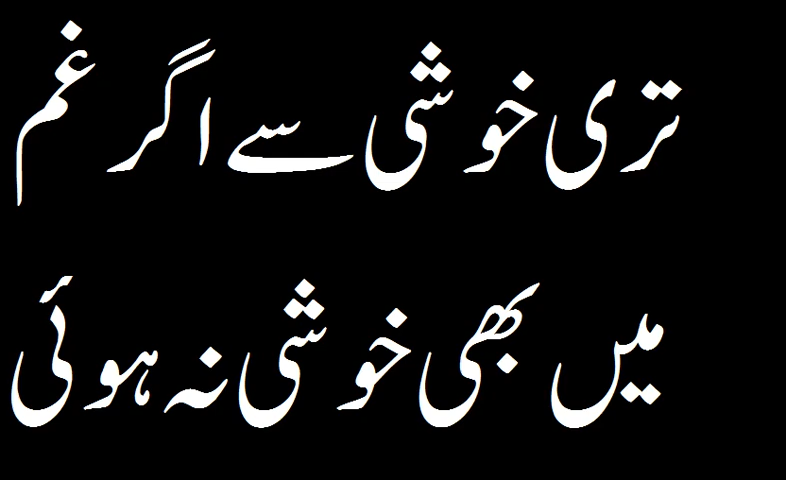 تری خوشی سے اگر غم
میں بھی خوشی نہ ہوئی